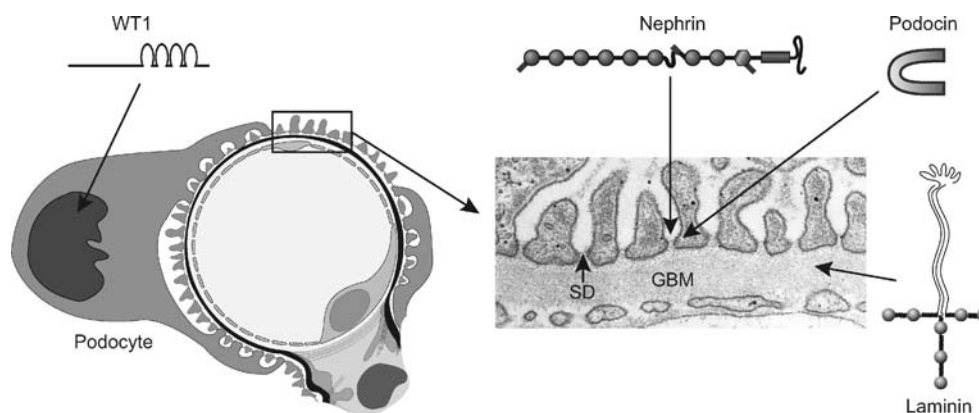 WT1
Nephrin
Podocin
SD
GBM
Podocyte
Laminin